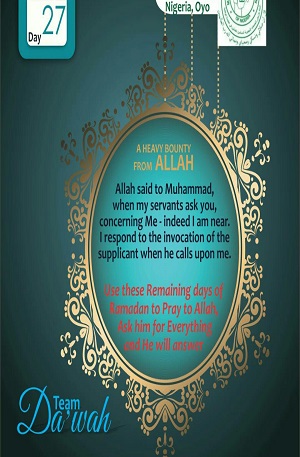 Day 27
Nigeria, Oyo
A HEAVY BOUNTY
FROM ALLAH
Allah said to Muhammad,
when my servants ask you,
concerning Me - indeed I am near.
I respond to the invocation of the
supplicant when he calls upon me.
Use these Remaining days of
Ramadan to Pray to Allah,
Ask him for Everything
and He will answer.
Team
Da'wah